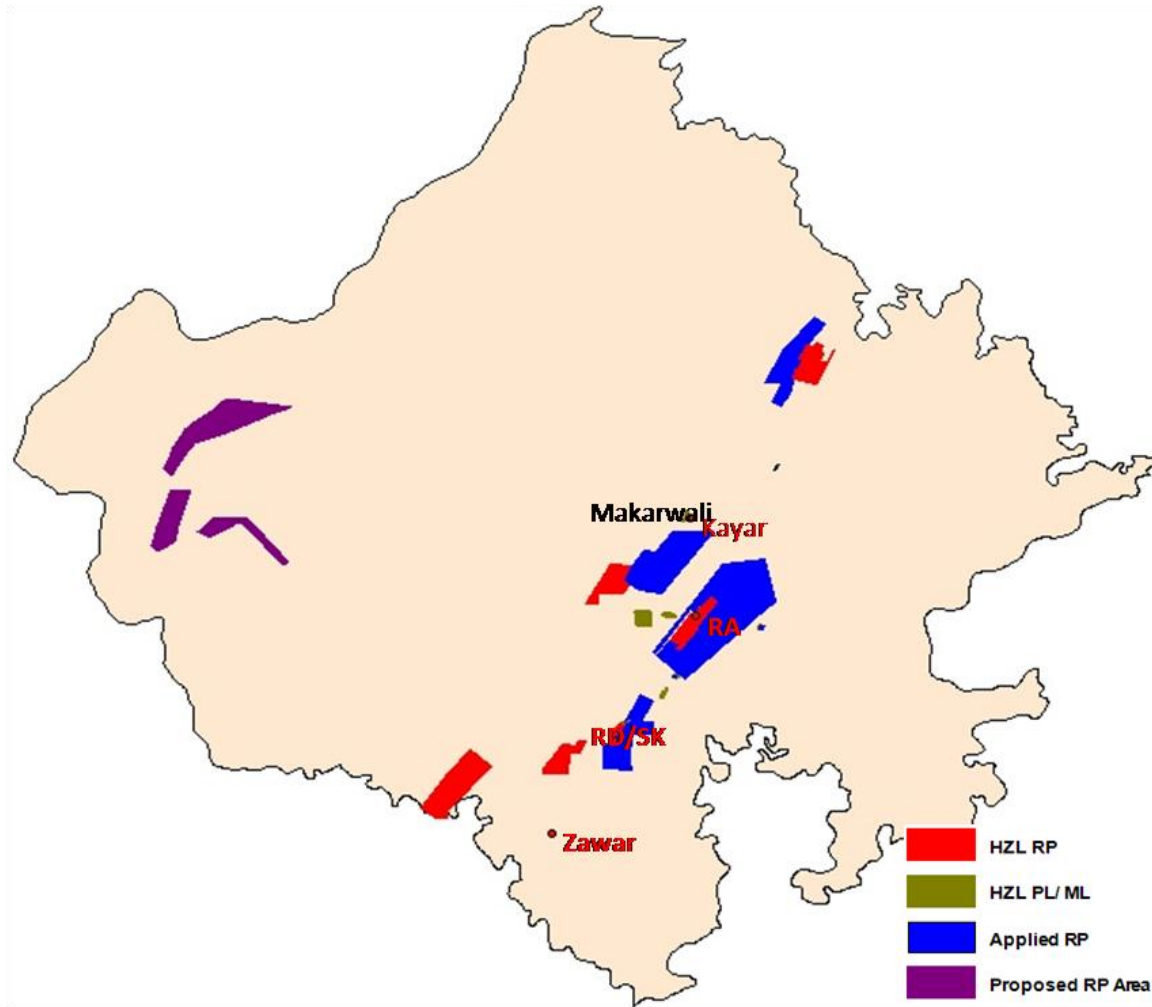 Makarwali
Kayar
RA
RD/SK
Zawar
HZL RP
HZL PL/ ML
Applied RP
Proposed RP Area